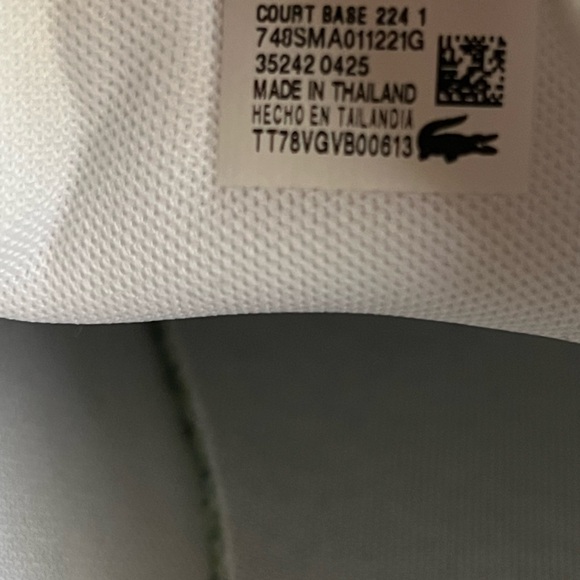 COURT BASE 224 1
748SMA011221G
35242 0425
MADE IN THAILAND
HECHO EN TAILANDIA
TT78VGVB00613